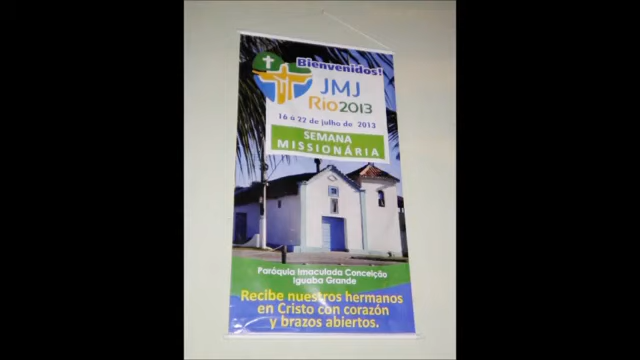 Bienvenidos!
JMJ
Rio2013
16 à 22 de julho de 2013
SEMANA
MISSIONÁRIA
Paróquia Imaculada Conceição
Iguaba Grande
Recibe nuestros hermanos
en Cristo con corazón
y brazos abiertos.